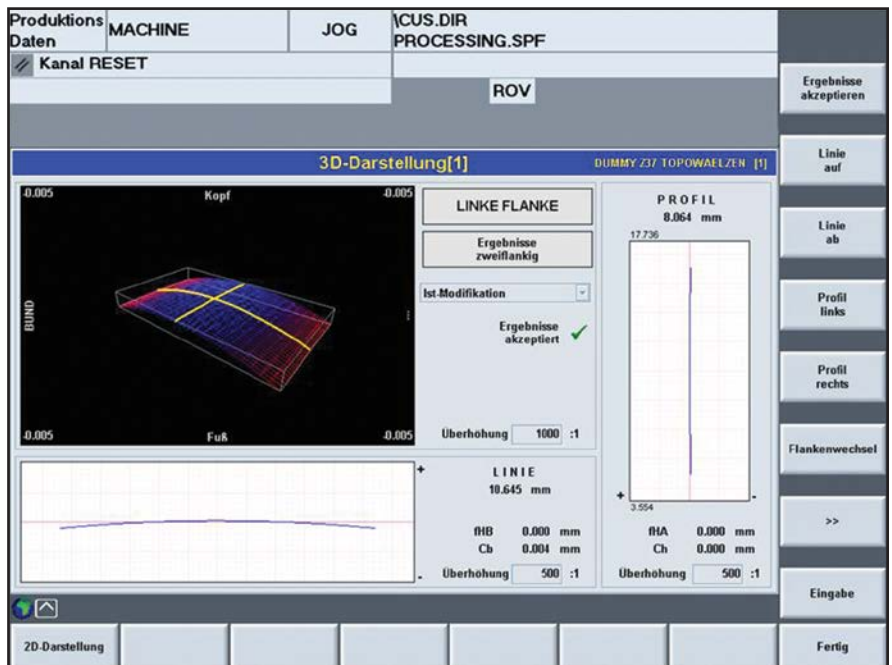 Produktions
Daten
MACHINE
JOG
\CUS.DIR
PROCESSING.SPF
Kanal RESET
ROV
3D-Darstellung[1]
DUMMY Z37 TOPOWAELZEN [1]
-0.005
Kopf
-0.005
BUND
-0.005
Fuß
-0.005
LINKE FLANKE
Ergebnisse
zweiflankig
Ist-Modifikation
Ergebnisse
akzeptiert
Überhöhung 1000 :1
PROFIL
8.064 mm
17.736
+
-
3.554
fHA 0.000 mm
Ch 0.000 mm
Überhöhung 500 :1
+
-
LINIE
10.645 mm
fHB 0.000 mm
Cb 0.004 mm
Überhöhung 500 :1
Ergebnisse
akzeptieren
Linie
auf
Linie
ab
Profil
links
Profil
rechts
Flankenwechsel
>>
Eingabe
2D-Darstellung
Fertig